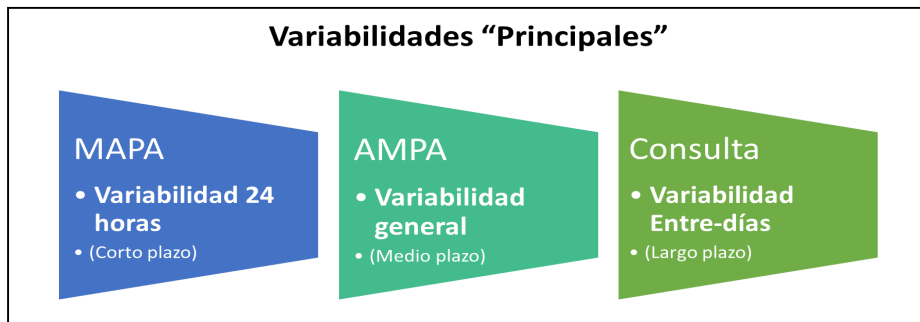 Variabilidades “Principales”
MAPA
• Variabilidad 24
horas
• (Corto plazo)
AMPA
• Variabilidad
general
• (Medio plazo)
Consulta
• Variabilidad
Entre-días
• (Largo plazo)